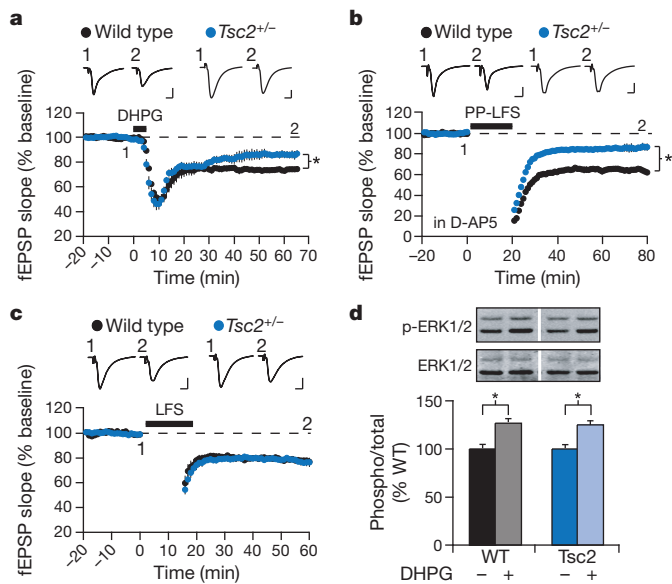 a
Wild type
Tsc2+/–
1 2 1 2
fEPSP slope (% baseline)
120
100
80
60
40
20
DHPG
1
2
*
–20 –10 0 10 20 30 40 50 60 70
Time (min)
b
Wild type
Tsc2+/–
1 2 1 2
fEPSP slope (% baseline)
120
100
80
60
40
20
0
PP-LFS
1
2
*
in D-AP5
–20 0 20 40 60 80
Time (min)
c
Wild type
Tsc2+/–
1 2 1 2
fEPSP slope (% baseline)
120
100
80
60
40
20
LFS
1
2
–20 –10 0 10 20 30 40 50 60
Time (min)
d
p-ERK1/2
ERK1/2
Phospho/total
(% WT)
150
100
50
0
* *
WT Tsc2
DHPG – + – +